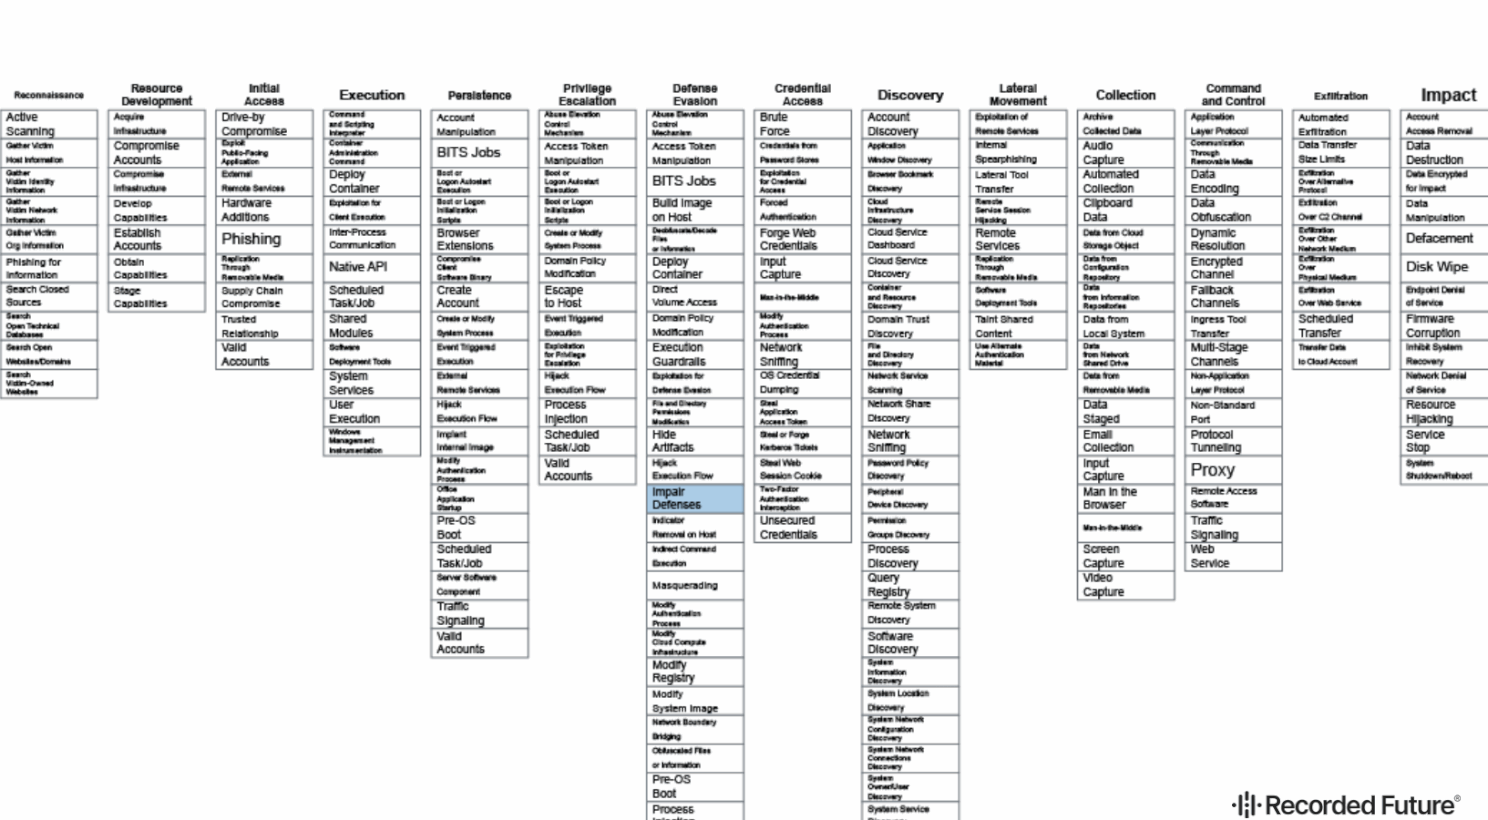 Reconnaissance
Active
Scanning
Gather Victim
Host Information
Gather
Victim Identity
Information
Gather
Victim Network
Information
Gather Victim
Org Information
Phishing for
Information
Search Closed
Sources
Search
Open Technical
Databases
Search Open
Websites/Domains
Search
Victim-Owned
Websites
Resource
Development
Acquire
Infrastructure
Compromise
Accounts
Compromise
Infrastructure
Develop
Capabilities
Establish
Accounts
Obtain
Capabilities
Stage
Capabilities
Initial
Access
Drive-by
Compromise
Exploit
Public-Facing
Application
External
Remote Services
Hardware
Additions
Phishing
Replication
Through
Removable Media
Supply Chain
Compromise
Trusted
Relationship
Valid
Accounts
Execution
Command
and Scripting
Interpreter
Container
Administration
Command
Deploy
Container
Exploitation for
Client Execution
Inter-Process
Communication
Native API
Scheduled
Task/Job
Shared
Modules
Software
Deployment Tools
System
Services
User
Execution
Windows
Management
Instrumentation
Persistence
Account
Manipulation
BITS Jobs
Boot or
Logon Autostart
Execution
Boot or Logon
Initialization
Scripts
Browser
Extensions
Compromise
Client
Software Binary
Create
Account
Create or Modify
System Process
Event Triggered
Execution
External
Remote Services
Hijack
Execution Flow
Implant
Internal Image
Modify
Authentication
Process
Office
Application
Startup
Pre-OS
Boot
Scheduled
Task/Job
Server Software
Component
Traffic
Signaling
Valid
Accounts
Privilege
Escalation
Abuse Elevation
Control
Mechanism
Access Token
Manipulation
Boot or
Logon Autostart
Execution
Boot or Logon
Initialization
Scripts
Create or Modify
System Process
Domain Policy
Modification
Escape
to Host
Event Triggered
Execution
Exploitation
for Privilege
Escalation
Hijack
Execution Flow
Process
Injection
Scheduled
Task/Job
Valid
Accounts
Defense
Evasion
Abuse Elevation
Control
Mechanism
Access Token
Manipulation
BITS Jobs
Build Image
on Host
Deobfuscate/Decode
Files
or Information
Deploy
Container
Direct
Volume Access
Domain Policy
Modification
Execution
Guardrails
Exploitation for
Defense Evasion
File and Directory
Permissions
Modification
Hide
Artifacts
Hijack
Execution Flow
Impair
Defenses
Indicator
Removal on Host
Indirect Command
Execution
Masquerading
Modify
Authentication
Process
Modify
Cloud Compute
Infrastructure
Modify
Registry
Modify
System Image
Network Boundary
Bridging
Obfuscated Files
or Information
Pre-OS
Boot
Process
Credential
Access
Brute
Force
Credentials from
Password Stores
Exploitation
for Credential
Access
Forced
Authentication
Forge Web
Credentials
Input
Capture
Man-in-the-Middle
Modify
Authentication
Process
Network
Sniffing
OS Credential
Dumping
Steal
Application
Access Token
Steal or Forge
Kerberos Tickets
Steal Web
Session Cookie
Two-Factor
Authentication
Interception
Unsecured
Credentials
Discovery
Account
Discovery
Application
Window Discovery
Browser Bookmark
Discovery
Cloud
Infrastructure
Discovery
Cloud Service
Dashboard
Cloud Service
Discovery
Container
and Resource
Discovery
Domain Trust
Discovery
File
and Directory
Discovery
Network Service
Scanning
Network Share
Discovery
Network
Sniffing
Password Policy
Discovery
Peripheral
Device Discovery
Permission
Groups Discovery
Process
Discovery
Query
Registry
Remote System
Discovery
Software
Discovery
System
Information
Discovery
System Location
Discovery
System Network
Configuration
Discovery
System Network
Connections
Discovery
System
Owner/User
Discovery
System Service
Lateral
Movement
Exploitation of
Remote Services
Internal
Spearphishing
Lateral Tool
Transfer
Remote
Service Session
Hijacking
Remote
Services
Replication
Through
Removable Media
Software
Deployment Tools
Taint Shared
Content
Use Alternate
Authentication
Material
Collection
Archive
Collected Data
Audio
Capture
Automated
Collection
Clipboard
Data
Data from Cloud
Storage Object
Data from
Configuration
Repository
Data
from Information
Repositories
Data from
Local System
Data
from Network
Shared Drive
Data from
Removable Media
Data
Staged
Email
Collection
Input
Capture
Man in the
Browser
Man-in-the-Middle
Screen
Capture
Video
Capture
Command
and Control
Application
Layer Protocol
Communication
Through
Removable Media
Data
Encoding
Data
Obfuscation
Dynamic
Resolution
Encrypted
Channel
Fallback
Channels
Ingress Tool
Transfer
Multi-Stage
Channels
Non-Application
Layer Protocol
Non-Standard
Port
Protocol
Tunneling
Proxy
Remote Access
Software
Traffic
Signaling
Web
Service
Exfiltration
Automated
Exfiltration
Data Transfer
Size Limits
Exfiltration
Over Alternative
Protocol
Exfiltration
Over C2 Channel
Exfiltration
Over Other
Network Medium
Exfiltration
Over
Physical Medium
Exfiltration
Over Web Service
Scheduled
Transfer
Transfer Data
to Cloud Account
Impact
Account
Access Removal
Data
Destruction
Data Encrypted
for Impact
Data
Manipulation
Defacement
Disk Wipe
Endpoint Denial
of Service
Firmware
Corruption
Inhibit System
Recovery
Network Denial
of Service
Resource
Hijacking
Service
Stop
System
Shutdown/Reboot
Recorded Future®